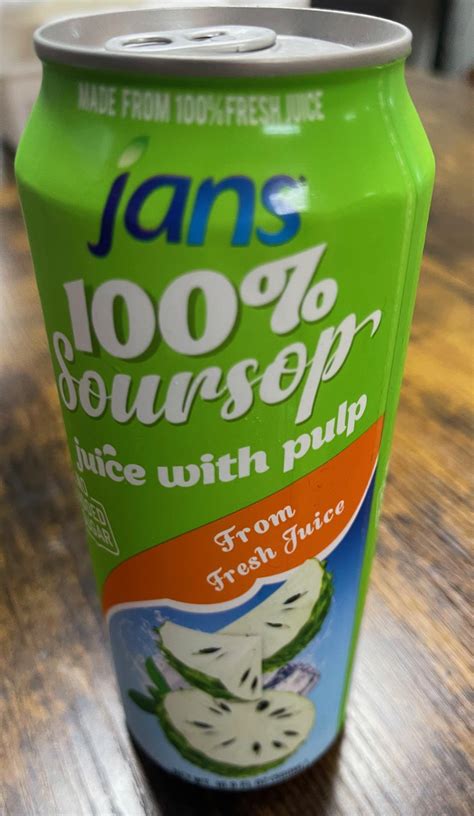 MADE FROM 100% FRESH JUICE
jans
100%
Soursop
juice with pulp
From
Fresh Juice